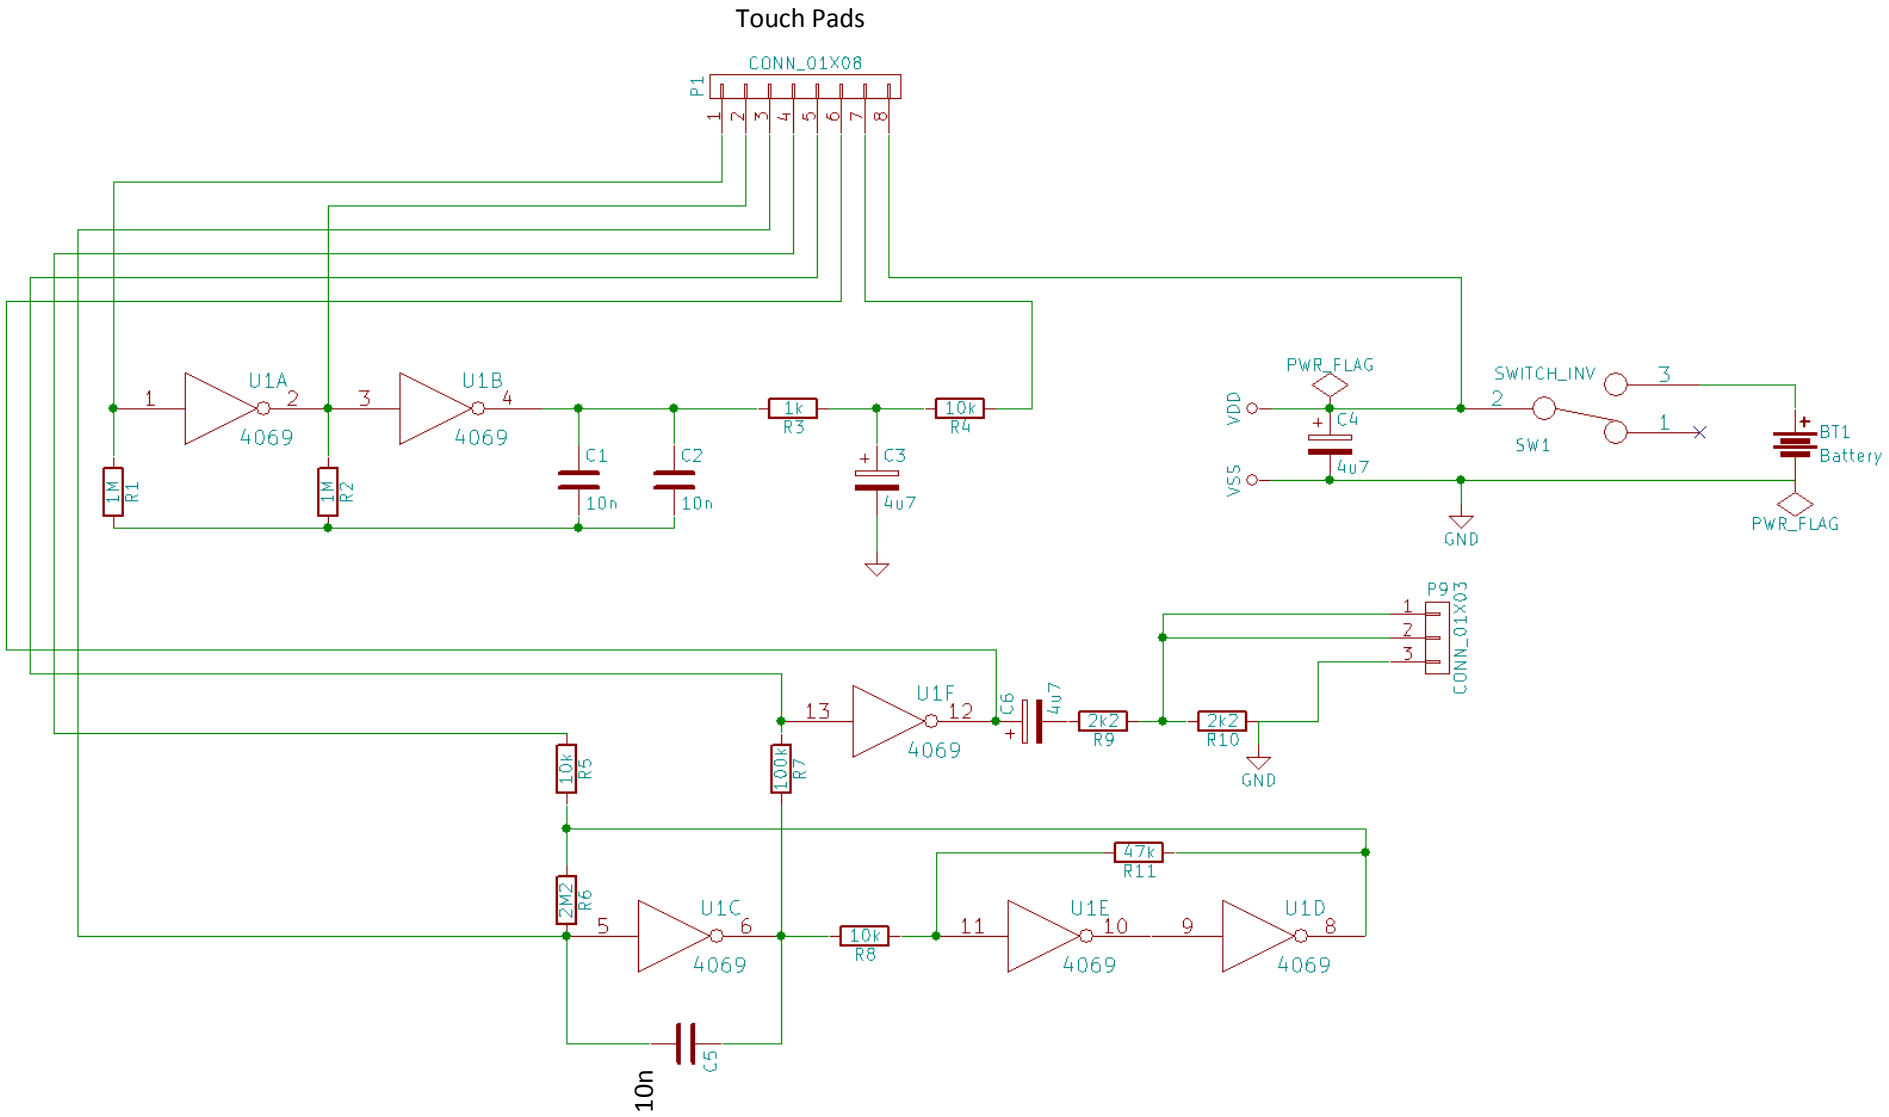 Touch Pads
CONN_01X08
P1
1 2 3 4 5 6 7 8
U1A
1 2
4069
U1B
3 4
4069
1k
R3
10k
R4
1M
R1
1M
R2
C1
10n
C2
10n
+ C3
4u7
PWR_FLAG
VDD
+ C4
4u7
VSS
SWITCH_INV
2
3
1
SW1
GND
+ BT1
Battery
PWR_FLAG
P9
CONN_01X03
1
2
3
U1F
13 12
4069
C6
+
4u7
2k2
R9
2k2
R10
GND
10k
R5
100k
R7
47k
R11
2M2
R6
U1C
5 6
4069
10k
R8
U1E
11 10
4069
U1D
9 8
4069
C5
10n